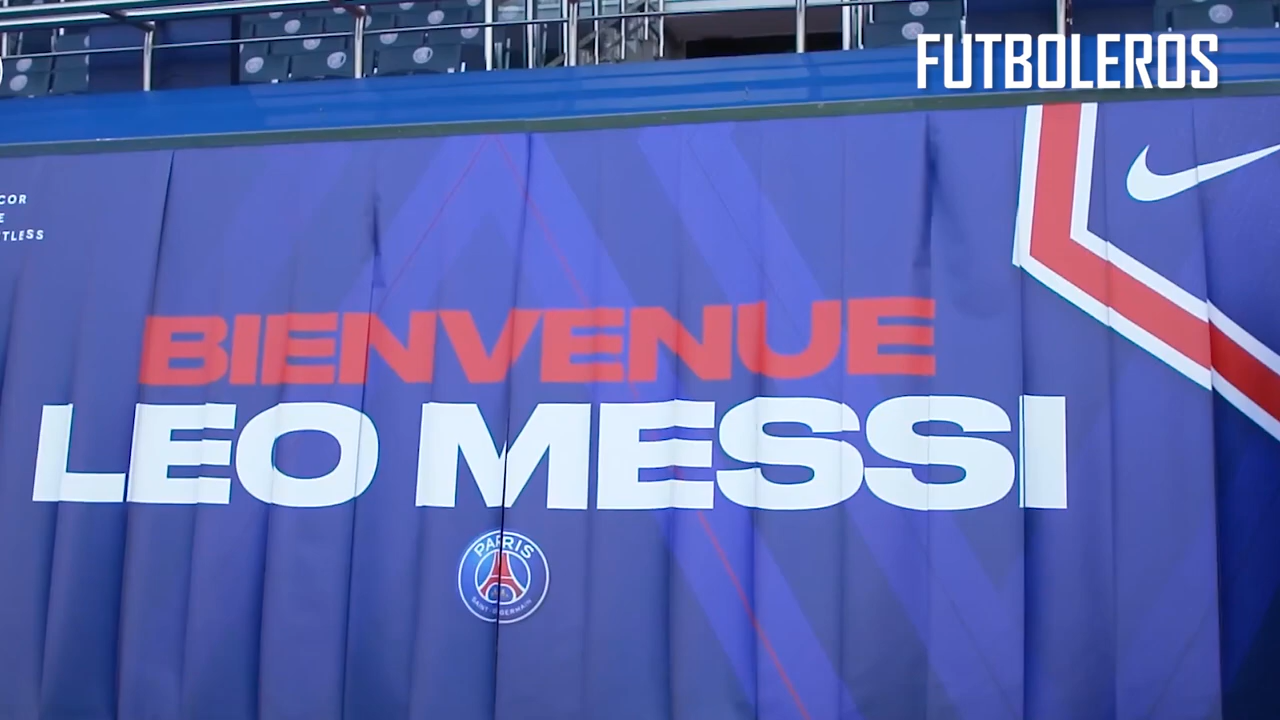 FUTBOLEROS
BIENVENUE
LEO MESSI
PARIS
SAINT-GERMAIN